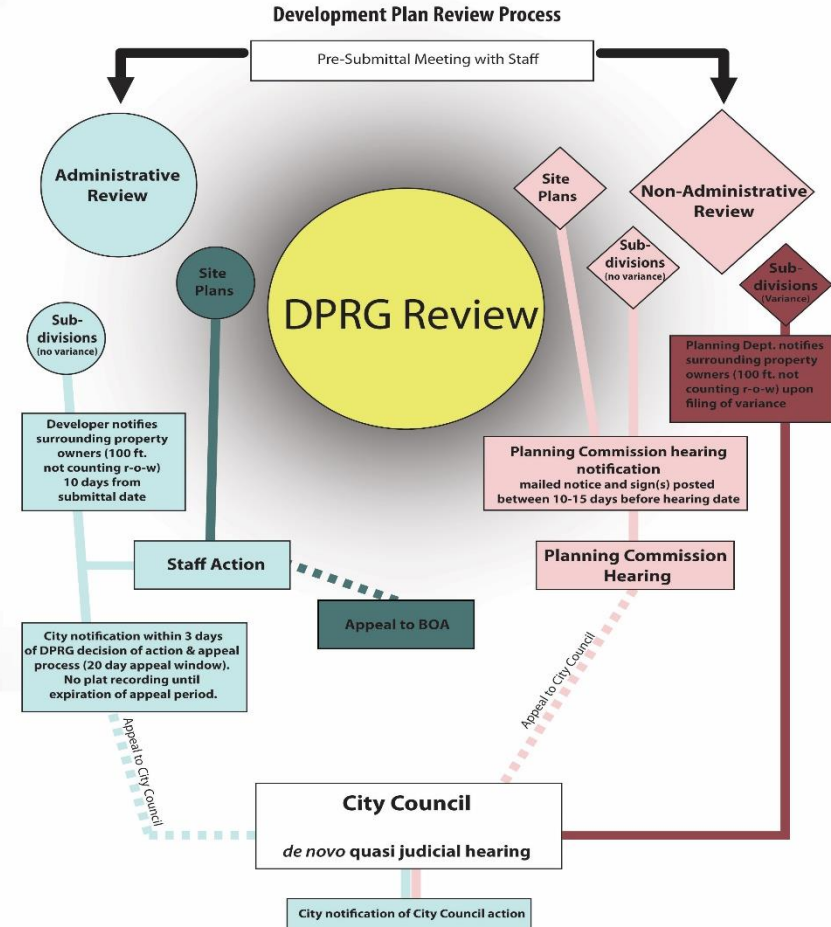 Development Plan Review Process
Pre-Submittal Meeting with Staff
Administrative
Review
Non-Administrative
Review
Site
Plans
Sub-
divisions
(no variance)
Sub-
divisions
(Variance)
Site
Plans
Sub-
divisions
(no variance)
DPRG Review
Planning Dept. notifies
surrounding property
owners (100 ft. not
counting r-o-w) upon
filing of variance
Developer notifies
surrounding property
owners (100 ft.
not counting r-o-w)
10 days from
submittal date
Planning Commission hearing
notification
mailed notice and sign(s) posted
between 10-15 days before hearing date
Staff Action
Planning Commission
Hearing
Appeal to BOA
City notification within 3 days
of DPRG decision of action & appeal
process (20 day appeal window).
No plat recording until
expiration of appeal period.
Appeal to City Council
Appeal to City
Council
City Council
de novo quasi judicial hearing
City notification of City Council action